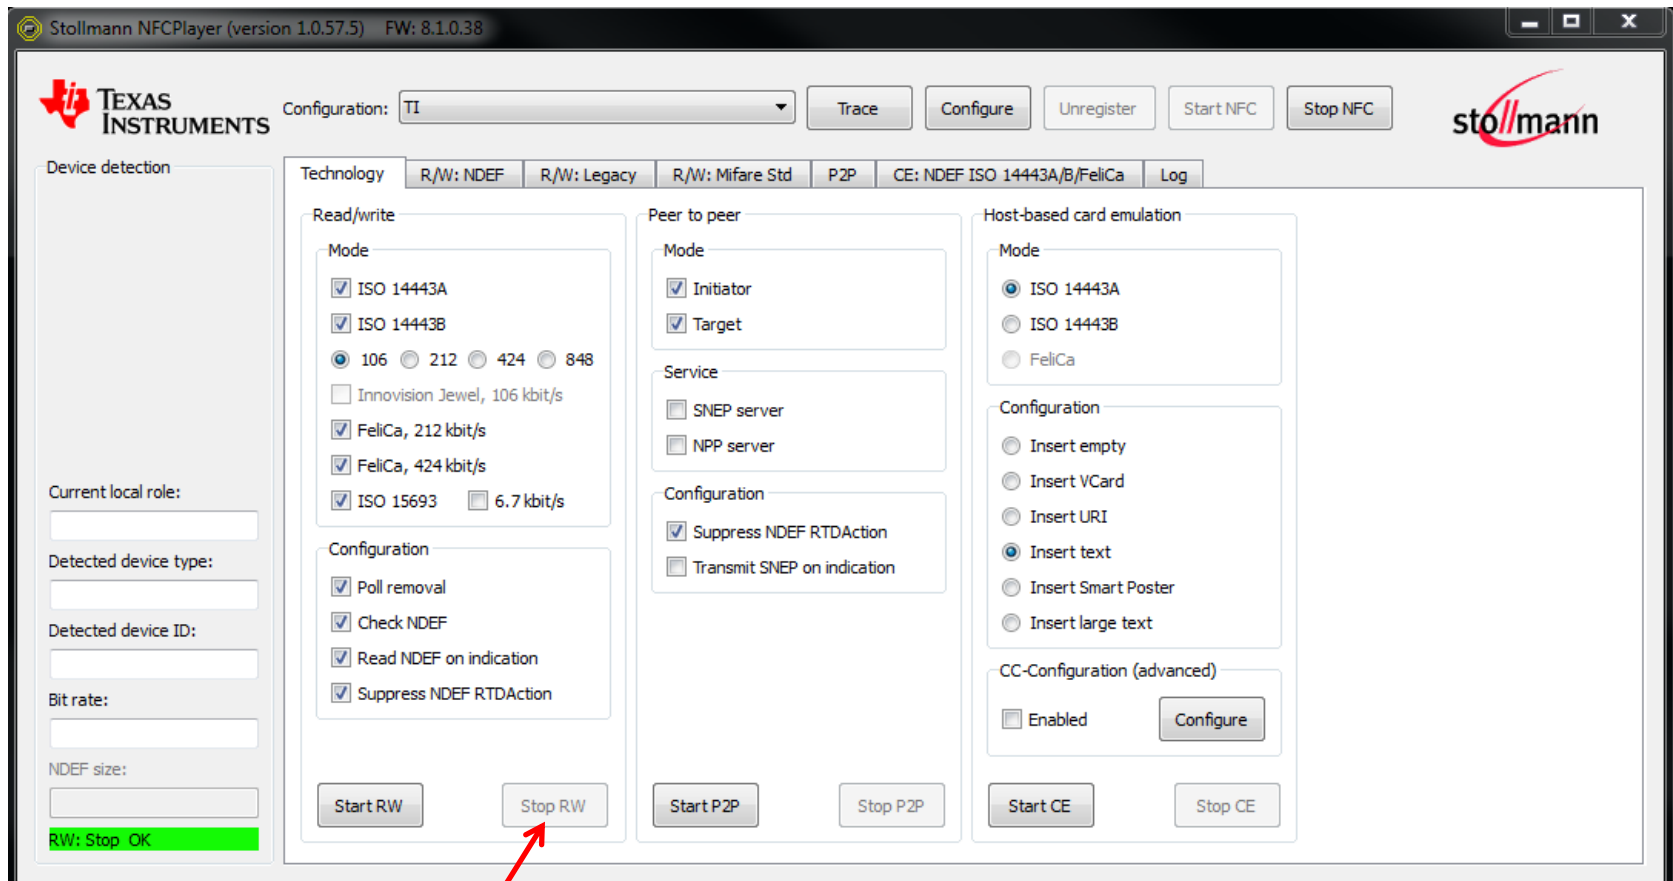 Stollmann NFCPlayer (version 1.0.57.5) FW: 8.1.0.38
TEXAS INSTRUMENTS
Configuration: TI Trace Configure Unregister Start NFC Stop NFC
stollmann
Device detection
Current local role:
Detected device type:
Detected device ID:
Bit rate:
NDEF size:
RW: Stop OK
Technology R/W: NDEF R/W: Legacy R/W: Mifare Std P2P CE: NDEF ISO 14443A/B/FeliCa Log
Read/write
Mode
ISO 14443A
ISO 14443B
106 212 424 848
Innovision Jewel, 106 kbit/s
FeliCa, 212 kbit/s
FeliCa, 424 kbit/s
ISO 15693 6.7 kbit/s
Configuration
Poll removal
Check NDEF
Read NDEF on indication
Suppress NDEF RTDAction
Start RW Stop RW
Peer to peer
Mode
Initiator
Target
Service
SNEP server
NPP server
Configuration
Suppress NDEF RTDAction
Transmit SNEP on indication
Start P2P Stop P2P
Host-based card emulation
Mode
ISO 14443A
ISO 14443B
FeliCa
Configuration
Insert empty
Insert VCard
Insert URI
Insert text
Insert Smart Poster
Insert large text
CC-Configuration (advanced)
Enabled Configure
Start CE Stop CE